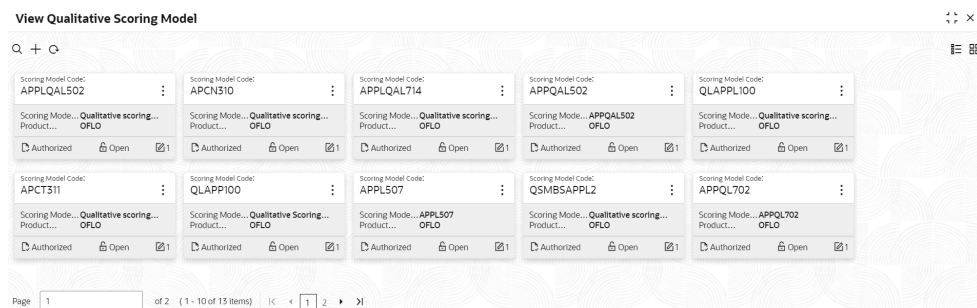 View Qualitative Scoring Model
Scoring Model Code: Scoring Model Code: Scoring Model Code: Scoring Model Code: Scoring Model Code:
APPLQAL502 APCN310 APPLQAL714 APPQAL502 QLAPPL100
Scoring Mode... Qualitative scoring... Scoring Mode... Qualitative scoring... Scoring Mode... Qualitative scoring... Scoring Mode... APPQAL502 Scoring Mode... Qualitative scoring...
Product... OFLO Product... OFLO Product... OFLO Product... OFLO Product... OFLO
Authorized Open 1 Authorized Open 1 Authorized Open 1 Authorized Open 1 Authorized Open 1
Scoring Model Code: Scoring Model Code: Scoring Model Code: Scoring Model Code: Scoring Model Code:
APCT311 QLAPP100 APPL507 QSMBSAPPL2 APPQL702
Scoring Mode... Qualitative scoring... Scoring Mode... Qualitative Scoring... Scoring Mode... APPL507 Scoring Mode... Qualitative scoring... Scoring Mode... APPQL702
Product... OFLO Product... OFLO Product... OFLO Product... OFLO Product... OFLO
Authorized Open 1 Authorized Open 1 Authorized Open 1 Authorized Open 1 Authorized Open 1
Page 1 of 2 (1 - 10 of 13 items) 1 2